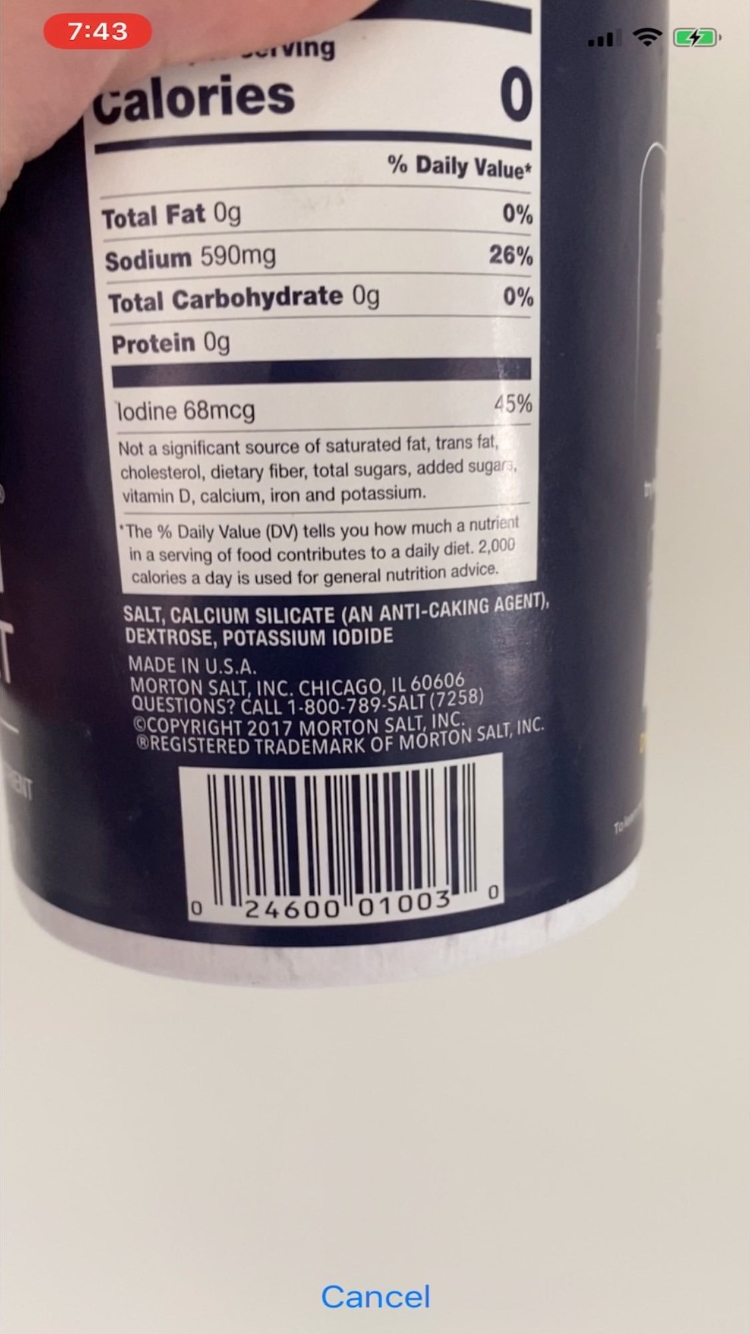 7:43
Calories 0
% Daily Value*
Total Fat 0g 0%
Sodium 590mg 26%
Total Carbohydrate 0g 0%
Protein 0g
Iodine 68mcg 45%
Not a significant source of saturated fat, trans fat,
cholesterol, dietary fiber, total sugars, added sugars,
vitamin D, calcium, iron and potassium.
*The % Daily Value (DV) tells you how much a nutrient
in a serving of food contributes to a daily diet. 2,000
calories a day is used for general nutrition advice.
SALT, CALCIUM SILICATE (AN ANTI-CAKING AGENT),
DEXTROSE, POTASSIUM IODIDE
MADE IN U.S.A.
MORTON SALT, INC. CHICAGO, IL 60606
QUESTIONS? CALL 1-800-789-SALT (7258)
©COPYRIGHT 2017 MORTON SALT, INC.
®REGISTERED TRADEMARK OF MORTON SALT, INC.
0 24600 01003 0
To
Cancel